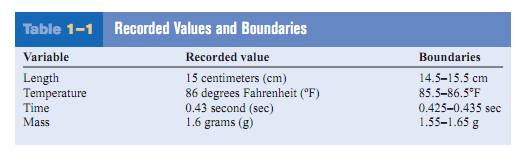 Table 1–1 Recorded Values and Boundaries
Variable Recorded value Boundaries
Length 15 centimeters (cm) 14.5–15.5 cm
Temperature 86 degrees Fahrenheit (ºF) 85.5–86.5ºF
Time 0.43 second (sec) 0.425–0.435 sec
Mass 1.6 grams (g) 1.55–1.65 g